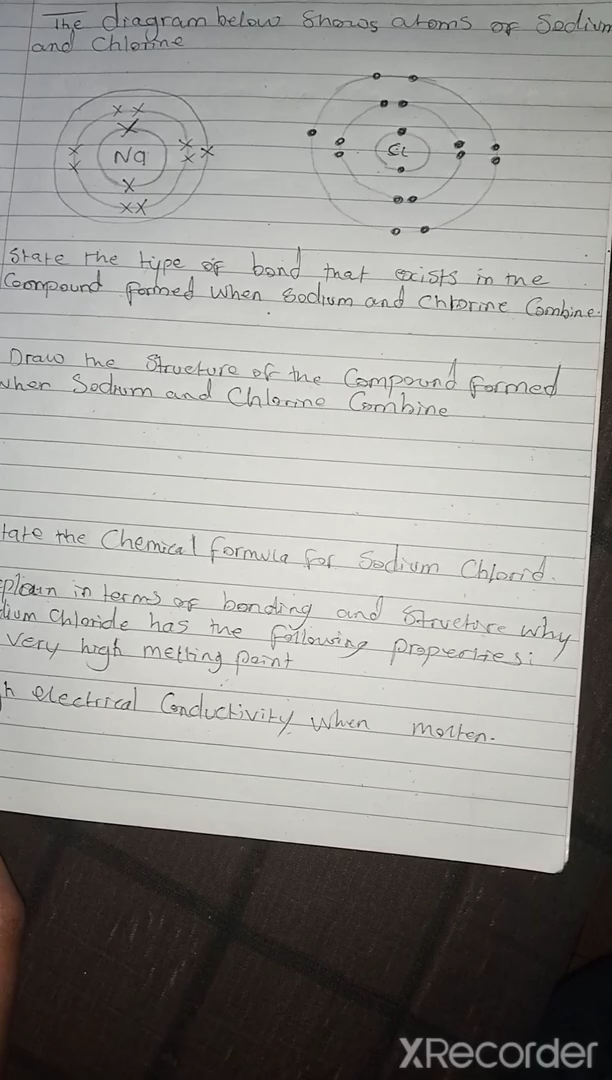 The diagram below Shows atoms of Sodium
and Chlorine
Na
Cl
State the type of bond that exists in the
Compound formed when Sodium and Chlorine Combine.
Draw the Structure of the Compound formed
when Sodium and Chlorine Combine
tate the Chemical formula for Sodium Chlorid.
plain in terms of bonding and Structure why
dium Chloride has the following properties:
very high melting point
h electrical Conductivity when molten.
XRecorder